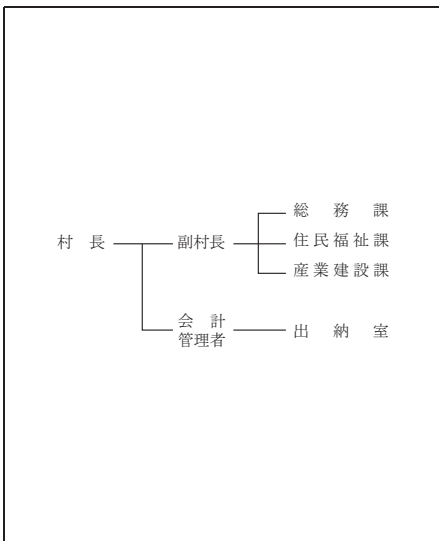 総務課
村長
副村長
住民福祉課
産業建設課
会計
管理者
出納室